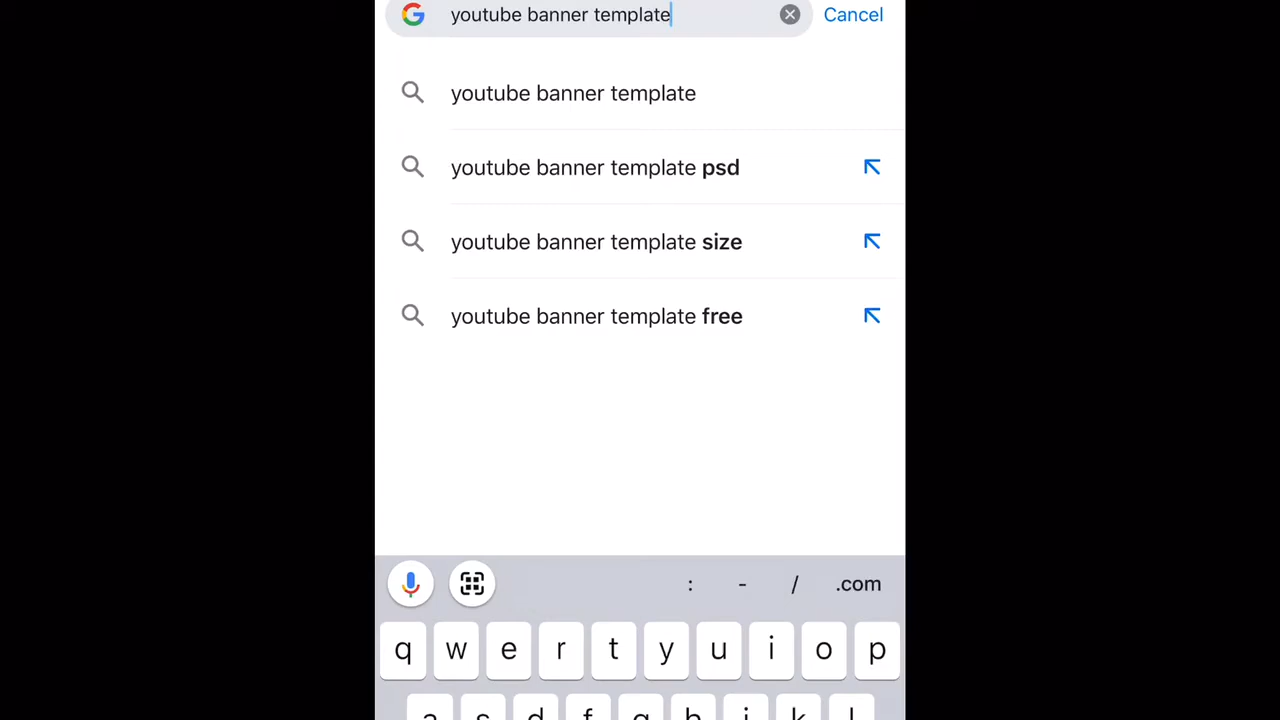 youtube banner template Cancel
youtube banner template
youtube banner template psd
youtube banner template size
youtube banner template free
: - / .com
q w e r t y u i o p
a s d f g h j k l